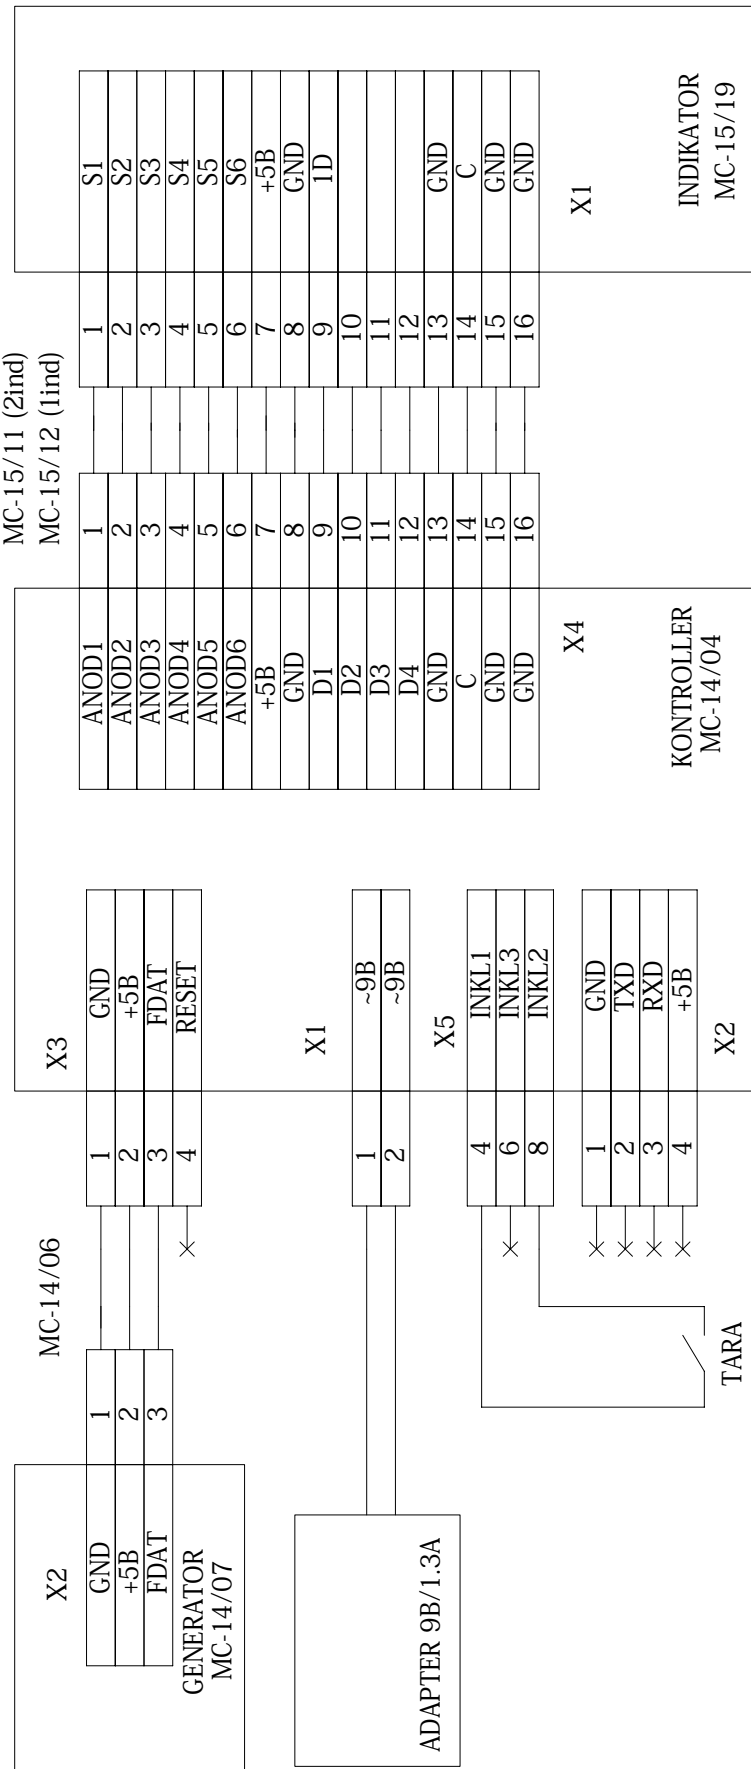 X2
GND 1
+5B 2
FDAT 3
GENERATOR
MC-14/07
MC-14/06
X3
1 GND
2 +5B
3 FDAT
4 RESET
ADAPTER 9B/1.3A
X1
1 ~9B
2 ~9B
X5
4 INKL1
6 INKL3
8 INKL2
1 GND
2 TXD
3 RXD
4 +5B
X2
TARA
ANOD1 1
ANOD2 2
ANOD3 3
ANOD4 4
ANOD5 5
ANOD6 6
+5B 7
GND 8
D1 9
D2 10
D3 11
D4 12
GND 13
C 14
GND 15
GND 16
X4
KONTROLLER
MC-14/04
MC-15/11 (2ind)
MC-15/12 (1ind)
1 S1
2 S2
3 S3
4 S4
5 S5
6 S6
7 +5B
8 GND
9 1D
10
11
12
13 GND
14 C
15 GND
16 GND
X1
INDIKATOR
MC-15/19